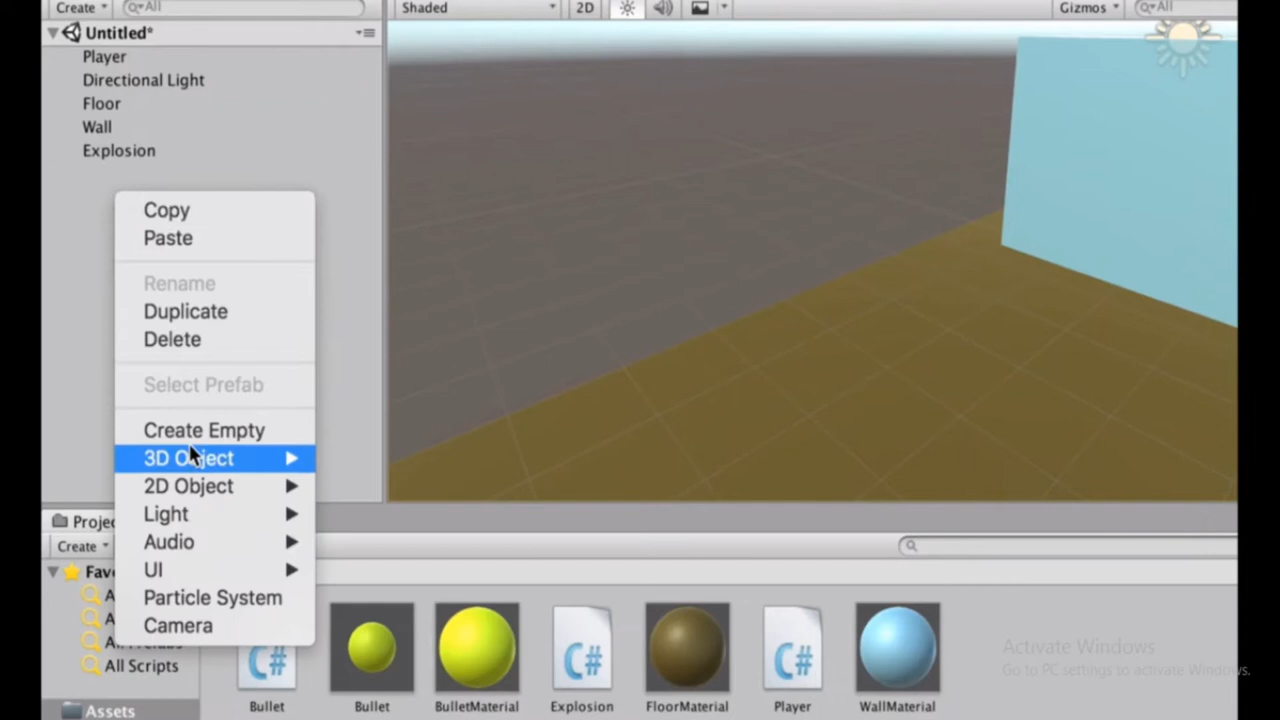 Create
All
Shaded
2D
Gizmos
All
Untitled*
Player
Directional Light
Floor
Wall
Explosion
Copy
Paste
Rename
Duplicate
Delete
Select Prefab
Create Empty
3D Object
2D Object
Light
Audio
UI
Particle System
Camera
Projec
Create
Fav
A
A
All Prefabs
All Scripts
Assets
C#
C#
C#
Bullet
Bullet
BulletMaterial
Explosion
FloorMaterial
Player
WallMaterial
Activate Windows
Go to PC settings to activate Windows.